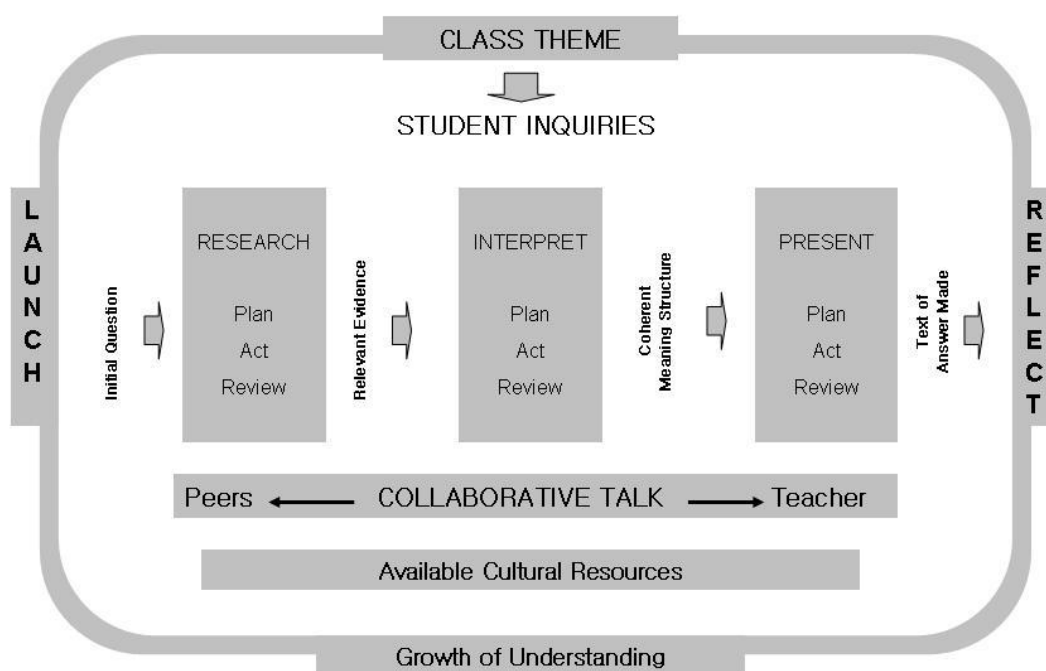 CLASS THEME
STUDENT INQUIRIES
LAUNCH
Initial Question
RESEARCH
Plan
Act
Review
Relevant Evidence
INTERPRET
Plan
Act
Review
Coherent
Meaning Structure
PRESENT
Plan
Act
Review
Text of
Answer Made
REFLECT
Peers COLLABORATIVE TALK Teacher
Available Cultural Resources
Growth of Understanding